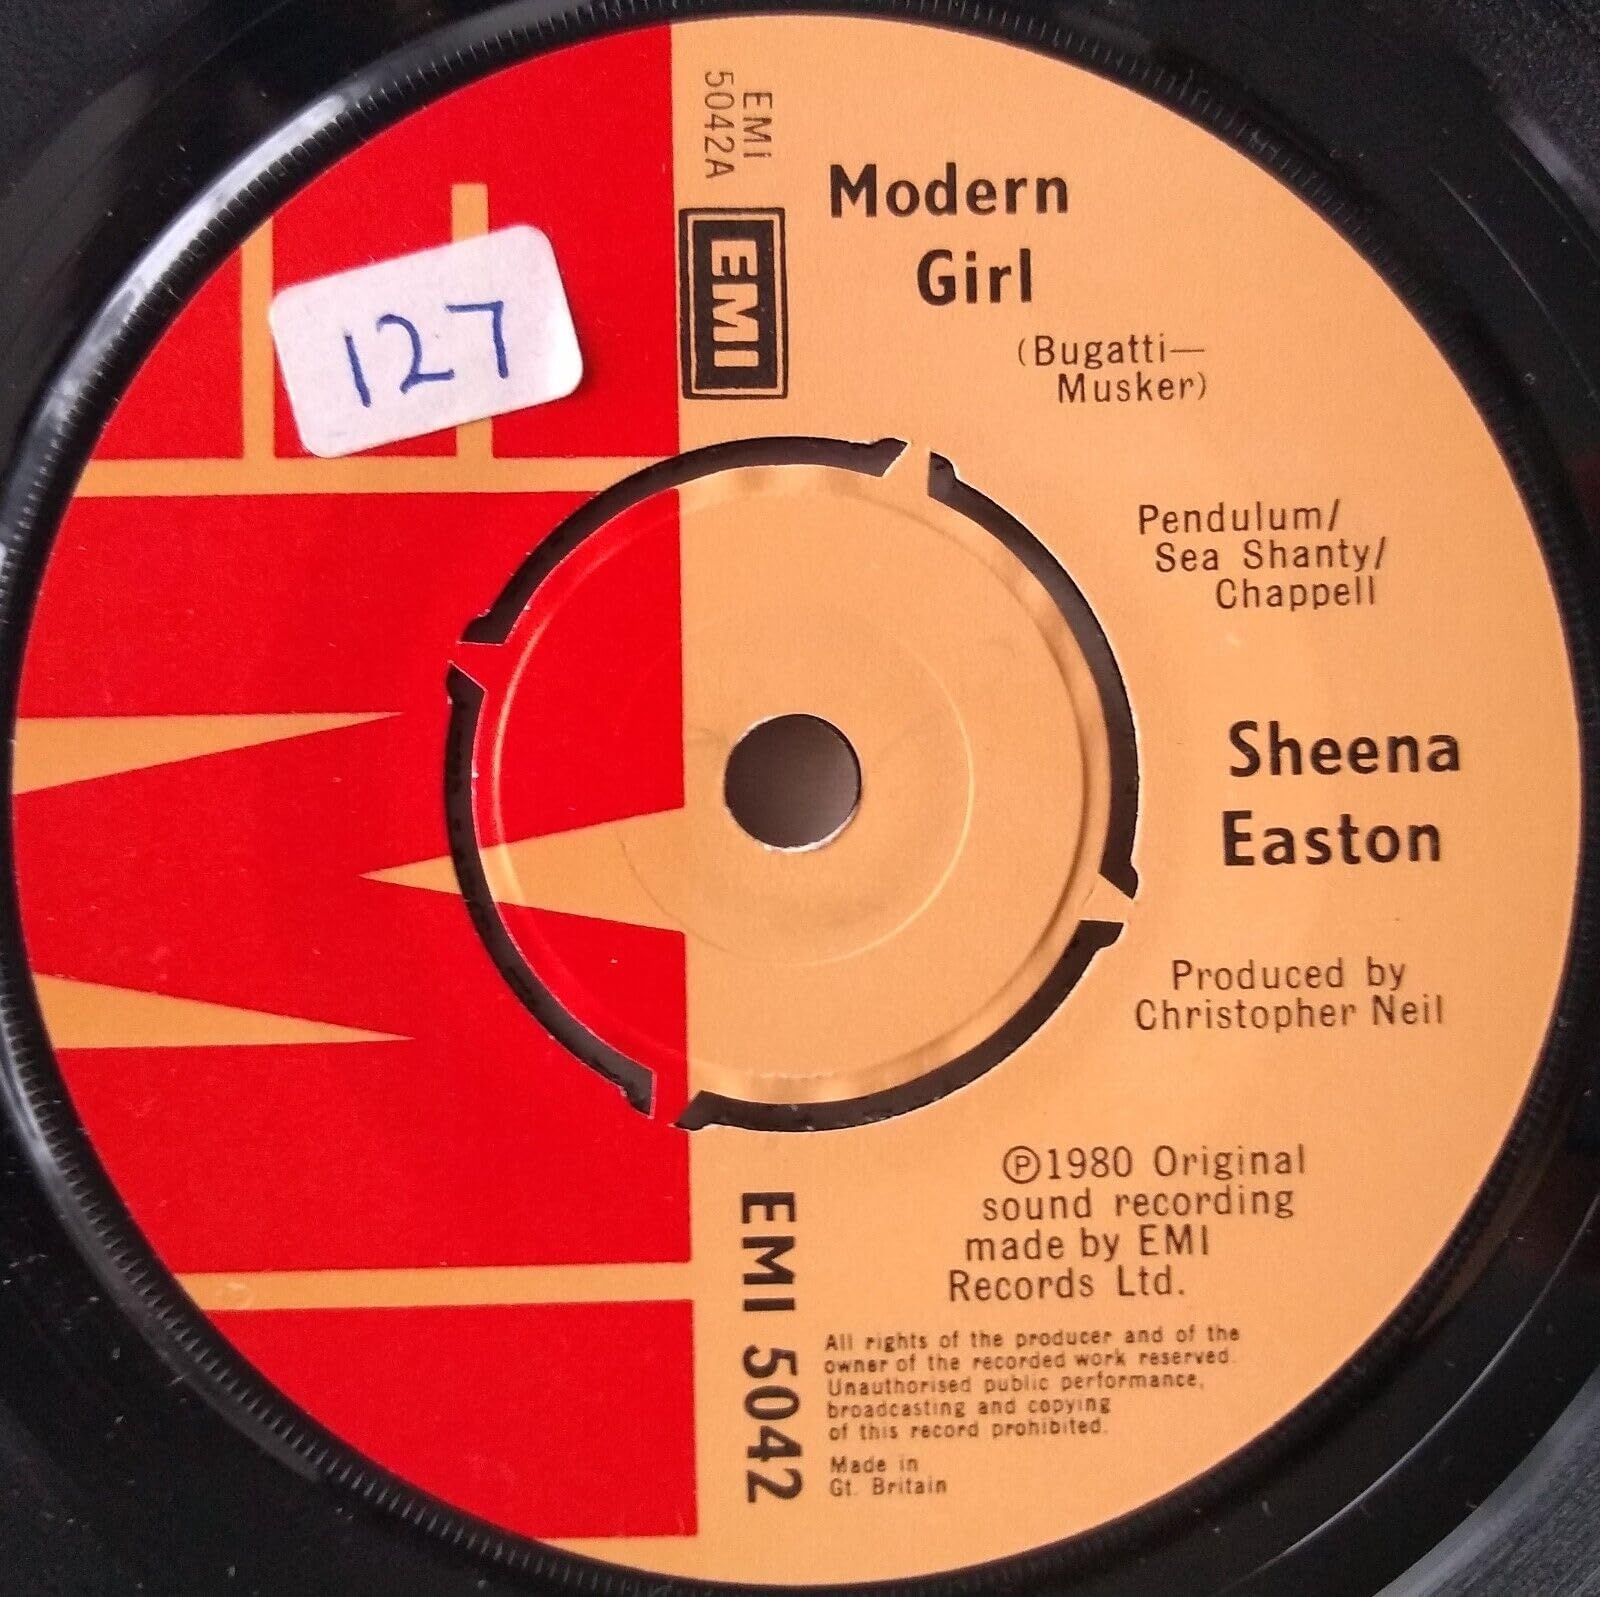 EMI
5042A
EMI
127
Modern
Girl
(Bugatti—
Musker)
Pendulum/
Sea Shanty/
Chappell
Sheena
Easton
Produced by
Christopher Neil
℗1980 Original
sound recording
made by EMI
Records Ltd.
EMI 5042
All rights of the producer and of the
owner of the recorded work reserved.
Unauthorised public performance,
broadcasting and copying
of this record prohibited.
Made in
Gt. Britain